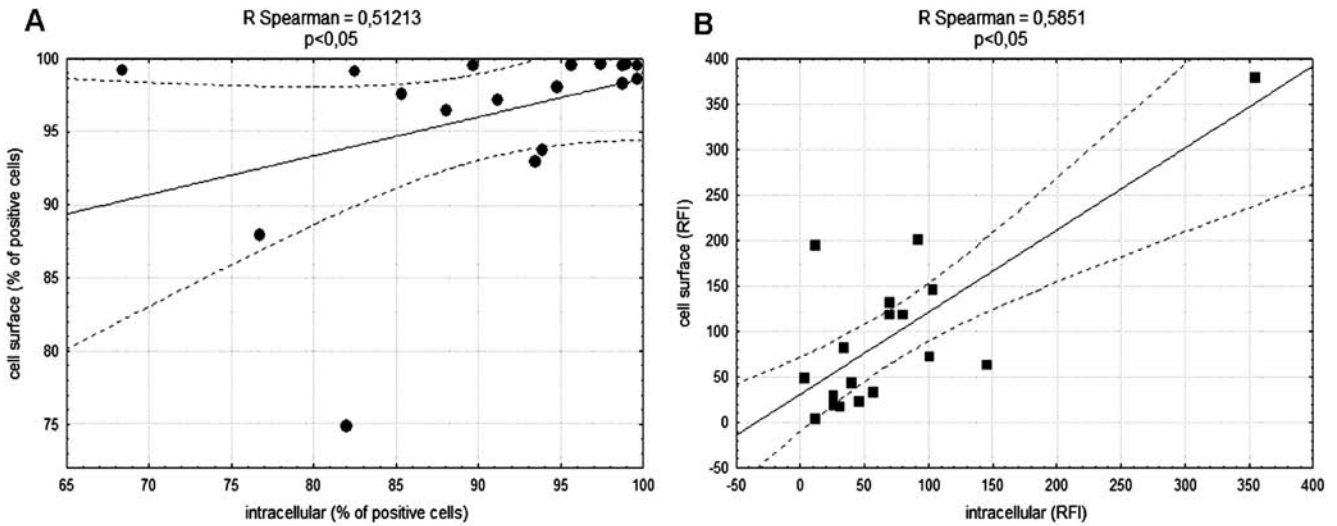 A
R Spearman = 0,51213
p<0,05
100
95
90
85
80
75
cell surface (% of positive cells)
65 70 75 80 85 90 95 100
intracellular (% of positive cells)
B
R Spearman = 0,5851
p<0,05
400
350
300
250
200
150
100
50
0
-50
cell surface (RFI)
-50 0 50 100 150 200 250 300 350 400
intracellular (RFI)